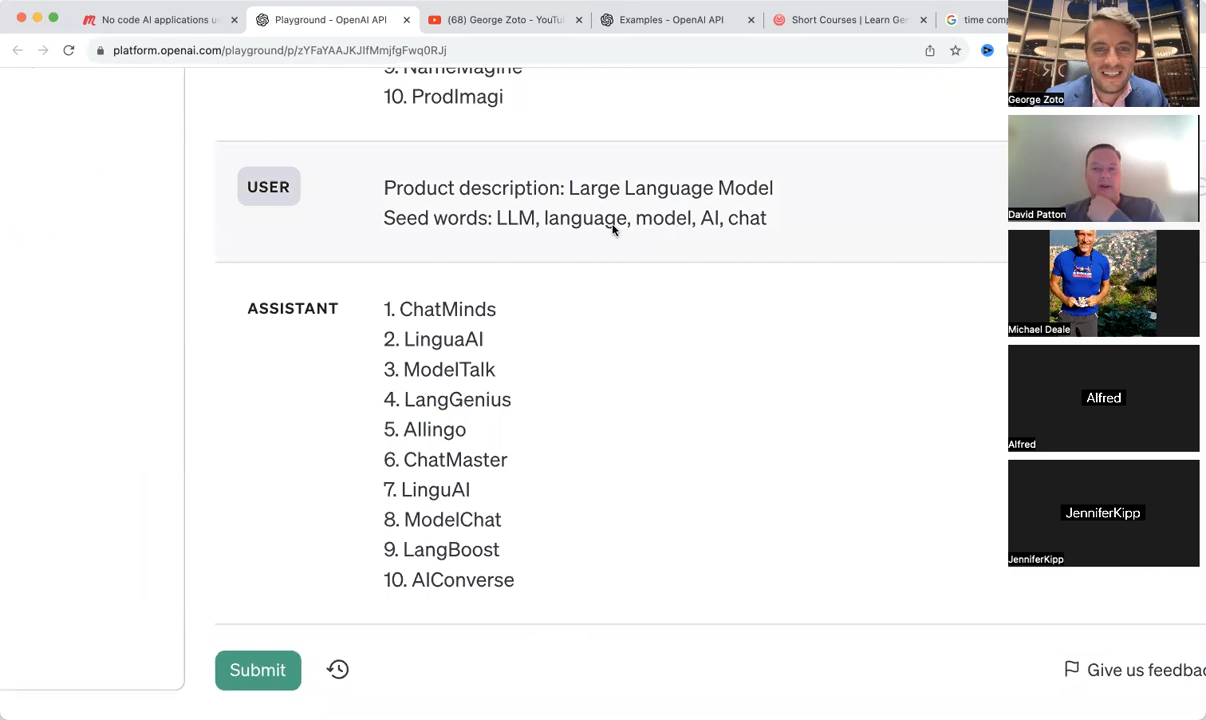 No code AI applications u
Playground - OpenAI API
(68) George Zoto - YouTu
Examples - OpenAI API
Short Courses | Learn Ge
time comp
platform.openai.com/playground/p/zYFaYAAJKJIfMmjfgFwq0RJj
9. NameMagine
10. ProdImagi
USER
Product description: Large Language Model
Seed words: LLM, language, model, AI, chat
ASSISTANT
1. ChatMinds
2. LinguaAI
3. ModelTalk
4. LangGenius
5. AIlingo
6. ChatMaster
7. LinguAI
8. ModelChat
9. LangBoost
10. AIConverse
Submit
Give us feedbac
George Zoto
David Patton
Michael Deale
Alfred
Alfred
JenniferKipp
JenniferKipp